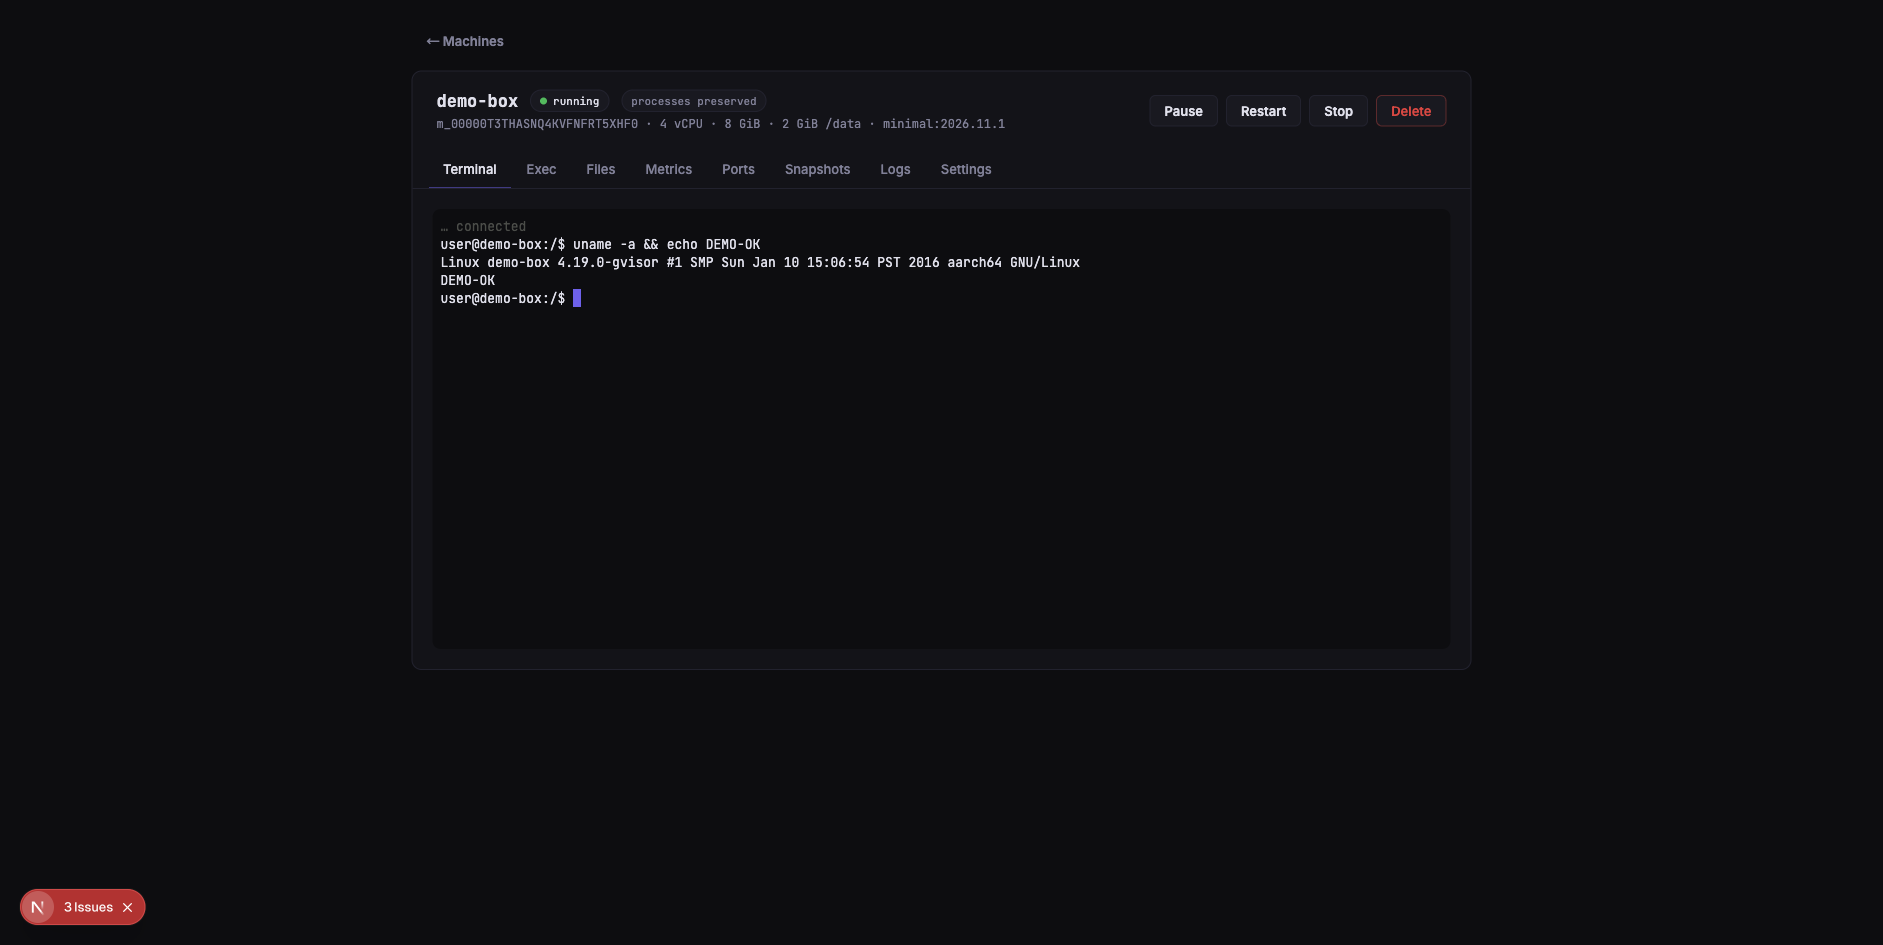 ← Machines
demo-box running processes preserved
m_00000T3THASNQ4KVFNFRT5XHF0 · 4 vCPU · 8 GiB · 2 GiB /data · minimal:2026.11.1
Pause Restart Stop Delete
Terminal Exec Files Metrics Ports Snapshots Logs Settings
… connected
user@demo-box:/$ uname -a && echo DEMO-OK
Linux demo-box 4.19.0-gvisor #1 SMP Sun Jan 10 15:06:54 PST 2016 aarch64 GNU/Linux
DEMO-OK
user@demo-box:/$
N 3 Issues ×